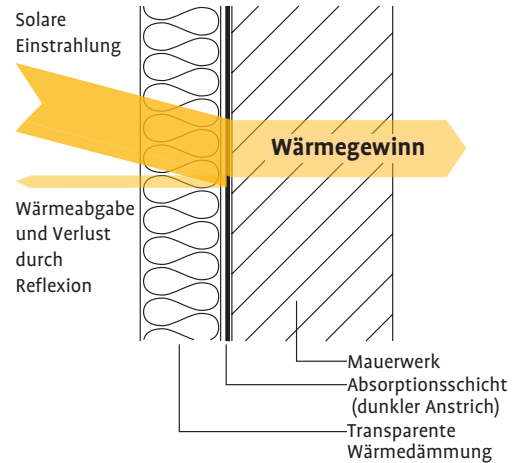 Solare
Einstrahlung
Wärmegewinn
Wärmeabgabe
und Verlust
durch
Reflexion
Mauerwerk
Absorptionsschicht
(dunkler Anstrich)
Transparente
Wärmedämmung